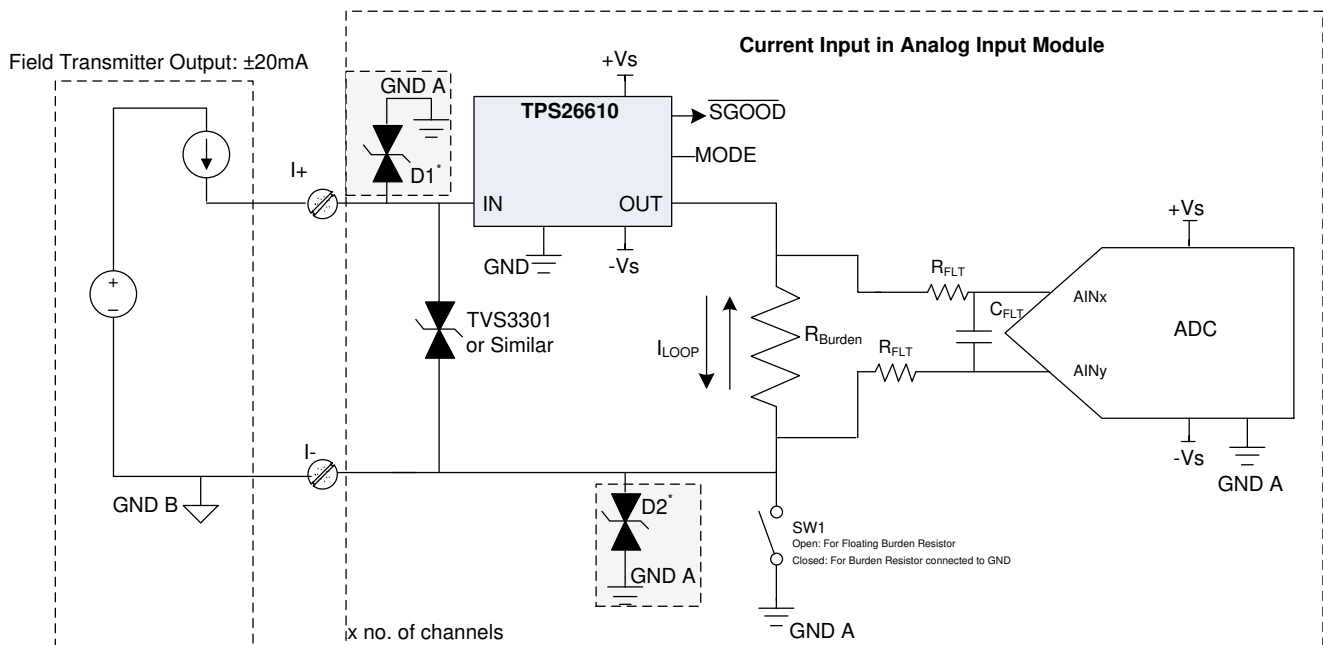 Current Input in Analog Input Module
Field Transmitter Output: ±20mA
+Vs
GND A
TPS26610
SGOOD
MODE
D1*
I+
IN
OUT
+Vs
GND
-Vs
RFLT
AINx
CFLT
+
–
TVS3301
or Similar
ILOOP
RBurden
ADC
RFLT
AINy
I-
-Vs
GND A
GND B
D2*
SW1
Open: For Floating Burden Resistor
Closed: For Burden Resistor connected to GND
GND A
GND A
x no. of channels